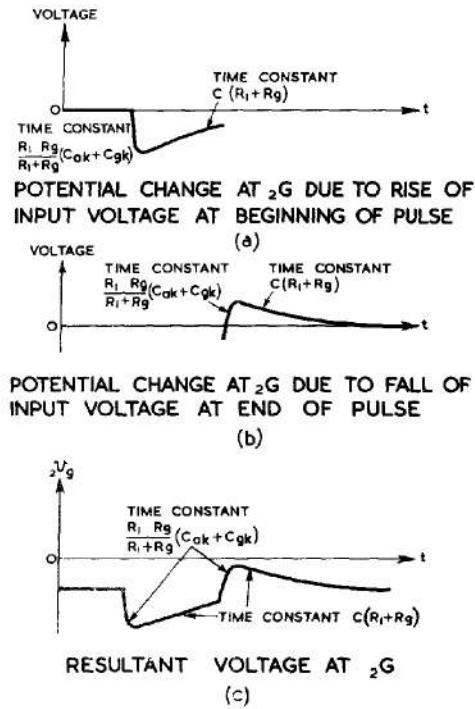 VOLTAGE
TIME CONSTANT
C (R₁+Rg)
O
t
TIME CONSTANT
R₁ Rg
R₁+Rg (Cak+Cgk)
POTENTIAL CHANGE AT ₂G DUE TO RISE OF
INPUT VOLTAGE AT BEGINNING OF PULSE
(a)
VOLTAGE
TIME CONSTANT
R₁ Rg
R₁+Rg (Cak+Cgk)
TIME CONSTANT
C(R₁+Rg)
O
t
POTENTIAL CHANGE AT ₂G DUE TO FALL OF
INPUT VOLTAGE AT END OF PULSE
(b)
₂Vg
TIME CONSTANT
R₁ Rg
R₁+Rg (Cak+Cgk)
O
t
TIME CONSTANT C(R₁+Rg)
RESULTANT VOLTAGE AT ₂G
(c)